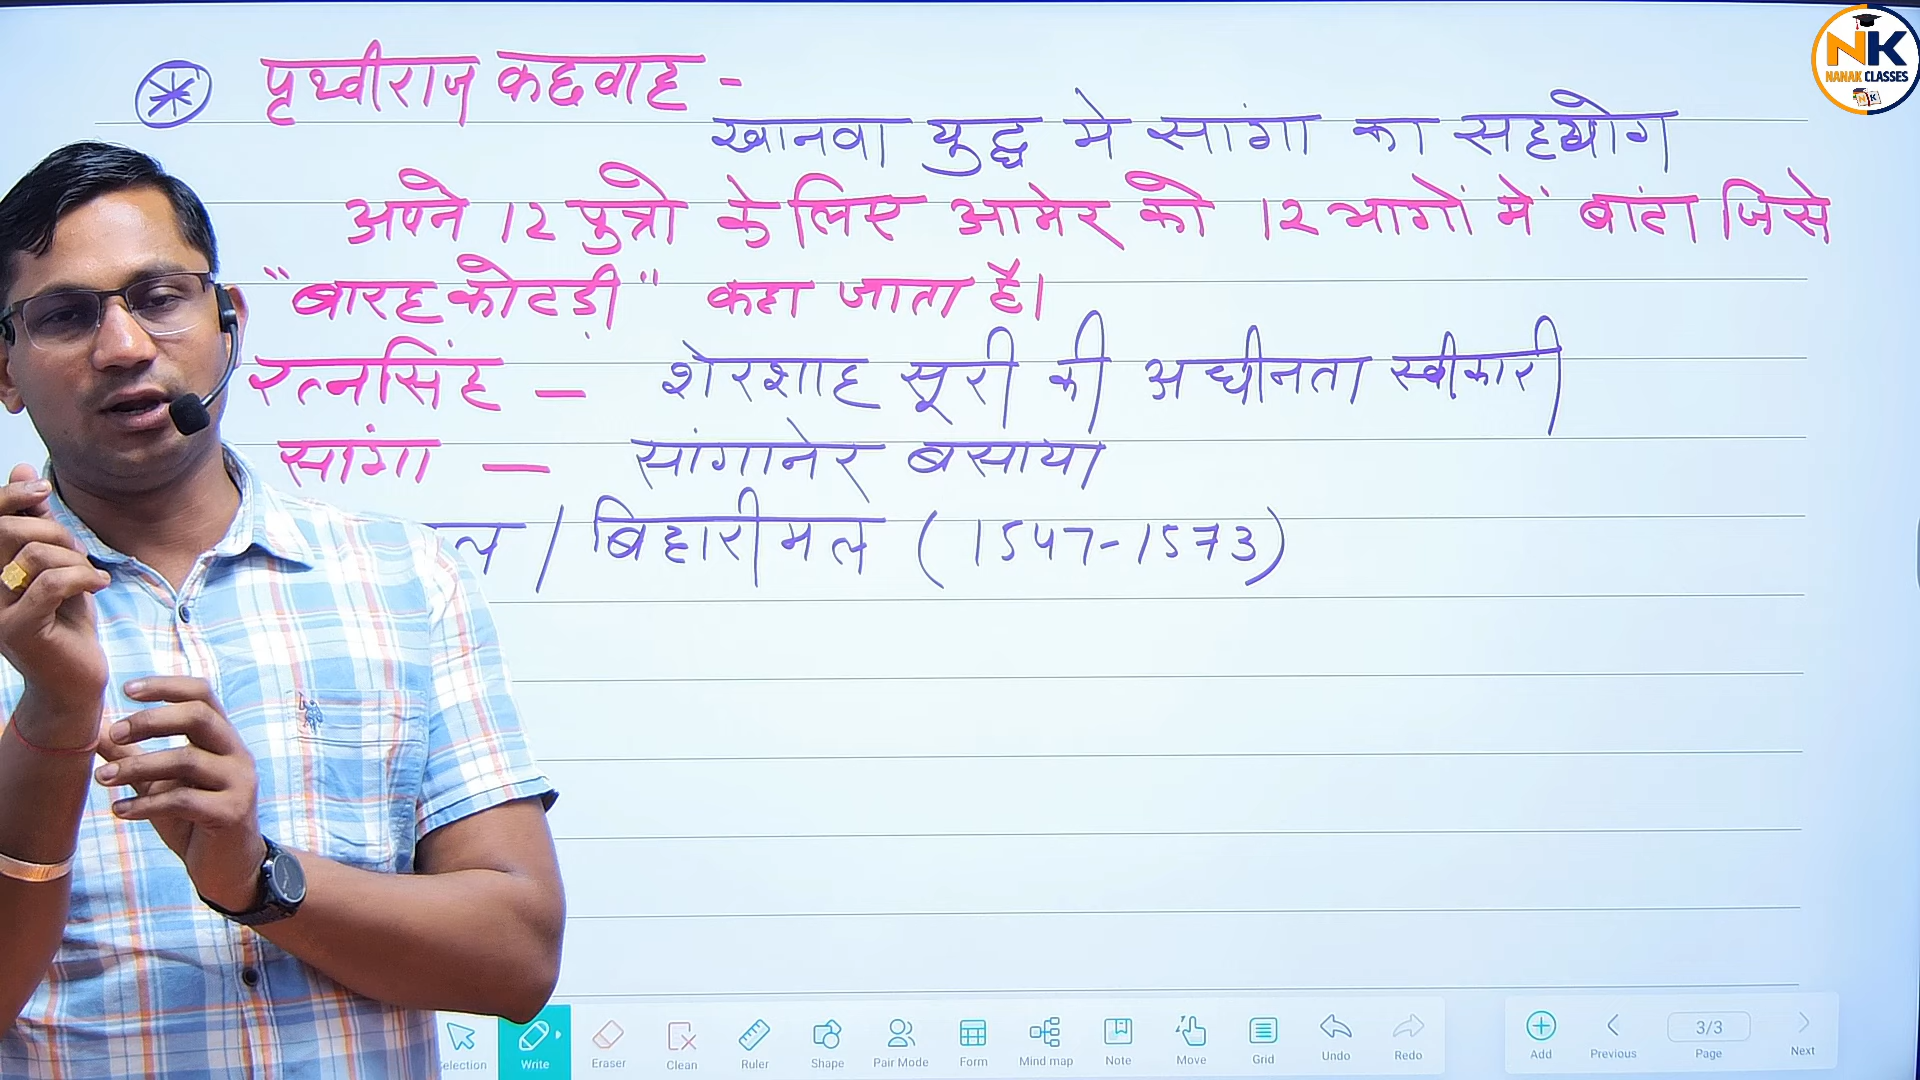 पृथ्वीराज कछवाह -
खानवा युद्ध मे सांगा का सहयोग
अपने 12 पुत्रो के लिए आमेर को 12 भागों में बांटा जिसे
"बारह कोटड़ी" कहा जाता है।
रत्नसिंह — शेरशाह सूरी की अधीनता स्वीकारी
सांगा — सांगानेर बसाया
ल / बिहारीमल (1547-1573)
NK
NANAK CLASSES
election Write Eraser Clean Ruler Shape Pair Mode Form Mind map Note Move Grid Undo Redo Add Previous 3/3 Page Next